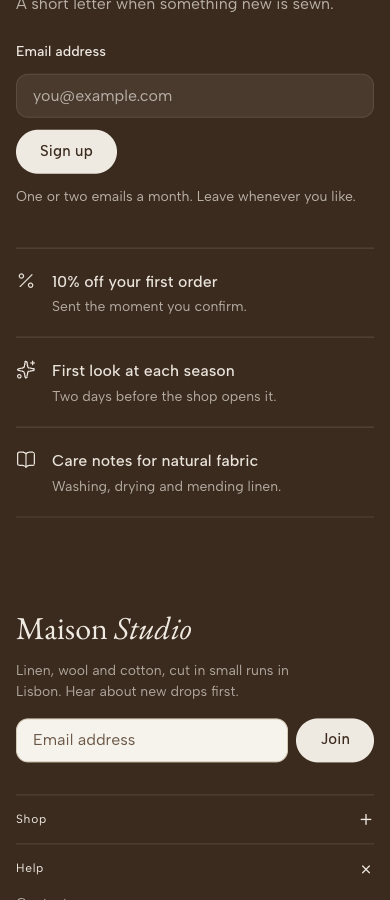 A short letter when something new is sewn.
Email address
you@example.com
Sign up
One or two emails a month. Leave whenever you like.
10% off your first order
Sent the moment you confirm.
First look at each season
Two days before the shop opens it.
Care notes for natural fabric
Washing, drying and mending linen.
Maison Studio
Linen, wool and cotton, cut in small runs in
Lisbon. Hear about new drops first.
Email address
Join
Shop
Help